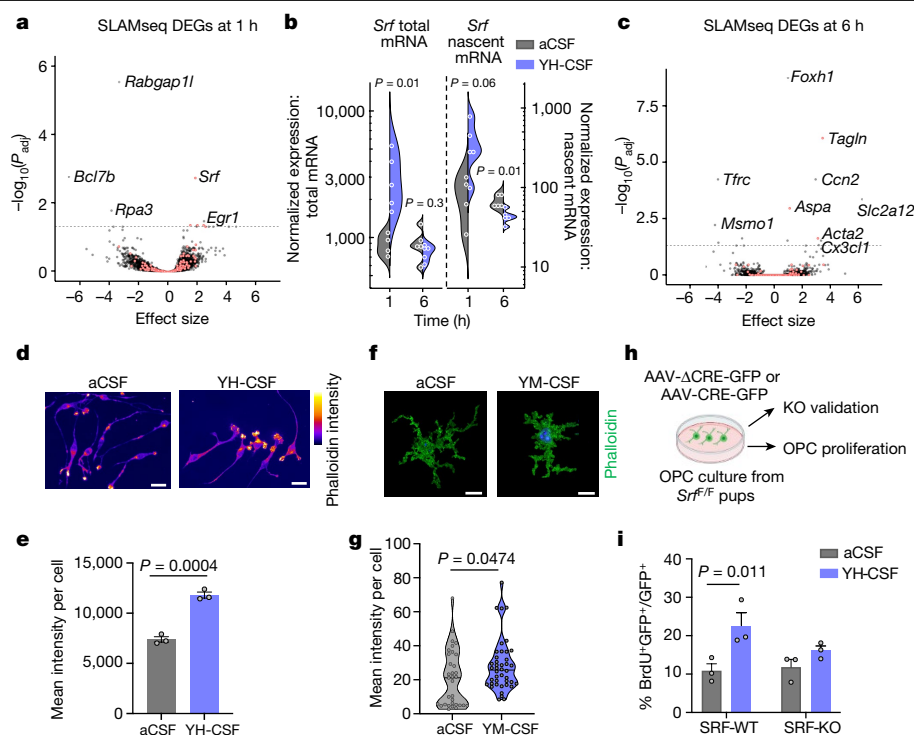 a
SLAMseq DEGs at 1 h
−log10(Padj)
6
4
2
0
Rabgap1l
Bcl7b
Srf
Rpa3
Egr1
−6 −4 −2 0 2 4 6
Effect size
b
Srf total
mRNA
Srf
nascent
mRNA
aCSF
YH-CSF
Normalized expression:
total mRNA
10,000
3,000
1,000
P = 0.01
P = 0.3
P = 0.06
P = 0.01
1,000
100
10
Normalized expression:
nascent mRNA
1 6 1 6
Time (h)
c
SLAMseq DEGs at 6 h
−log10(Padj)
7.5
5.0
2.5
0
Foxh1
Tagln
Tfrc
Ccn2
Aspa
Slc2a12
Msmo1
Acta2
Cx3cl1
−6 −4 −2 0 2 4 6
Effect size
d
aCSF
YH-CSF
Phalloidin intensity
e
Mean intensity per cell
15,000
10,000
5,000
0
P = 0.0004
aCSF YH-CSF
f
aCSF
YM-CSF
Phalloidin
g
Mean intensity per cell
100
80
60
40
20
0
P = 0.0474
aCSF YM-CSF
h
AAV-ΔCRE-GFP or
AAV-CRE-GFP
KO validation
OPC proliferation
OPC culture from
SrfF/F pups
i
% BrdU+GFP+/GFP+
40
30
20
10
0
P = 0.011
aCSF
YH-CSF
SRF-WT SRF-KO